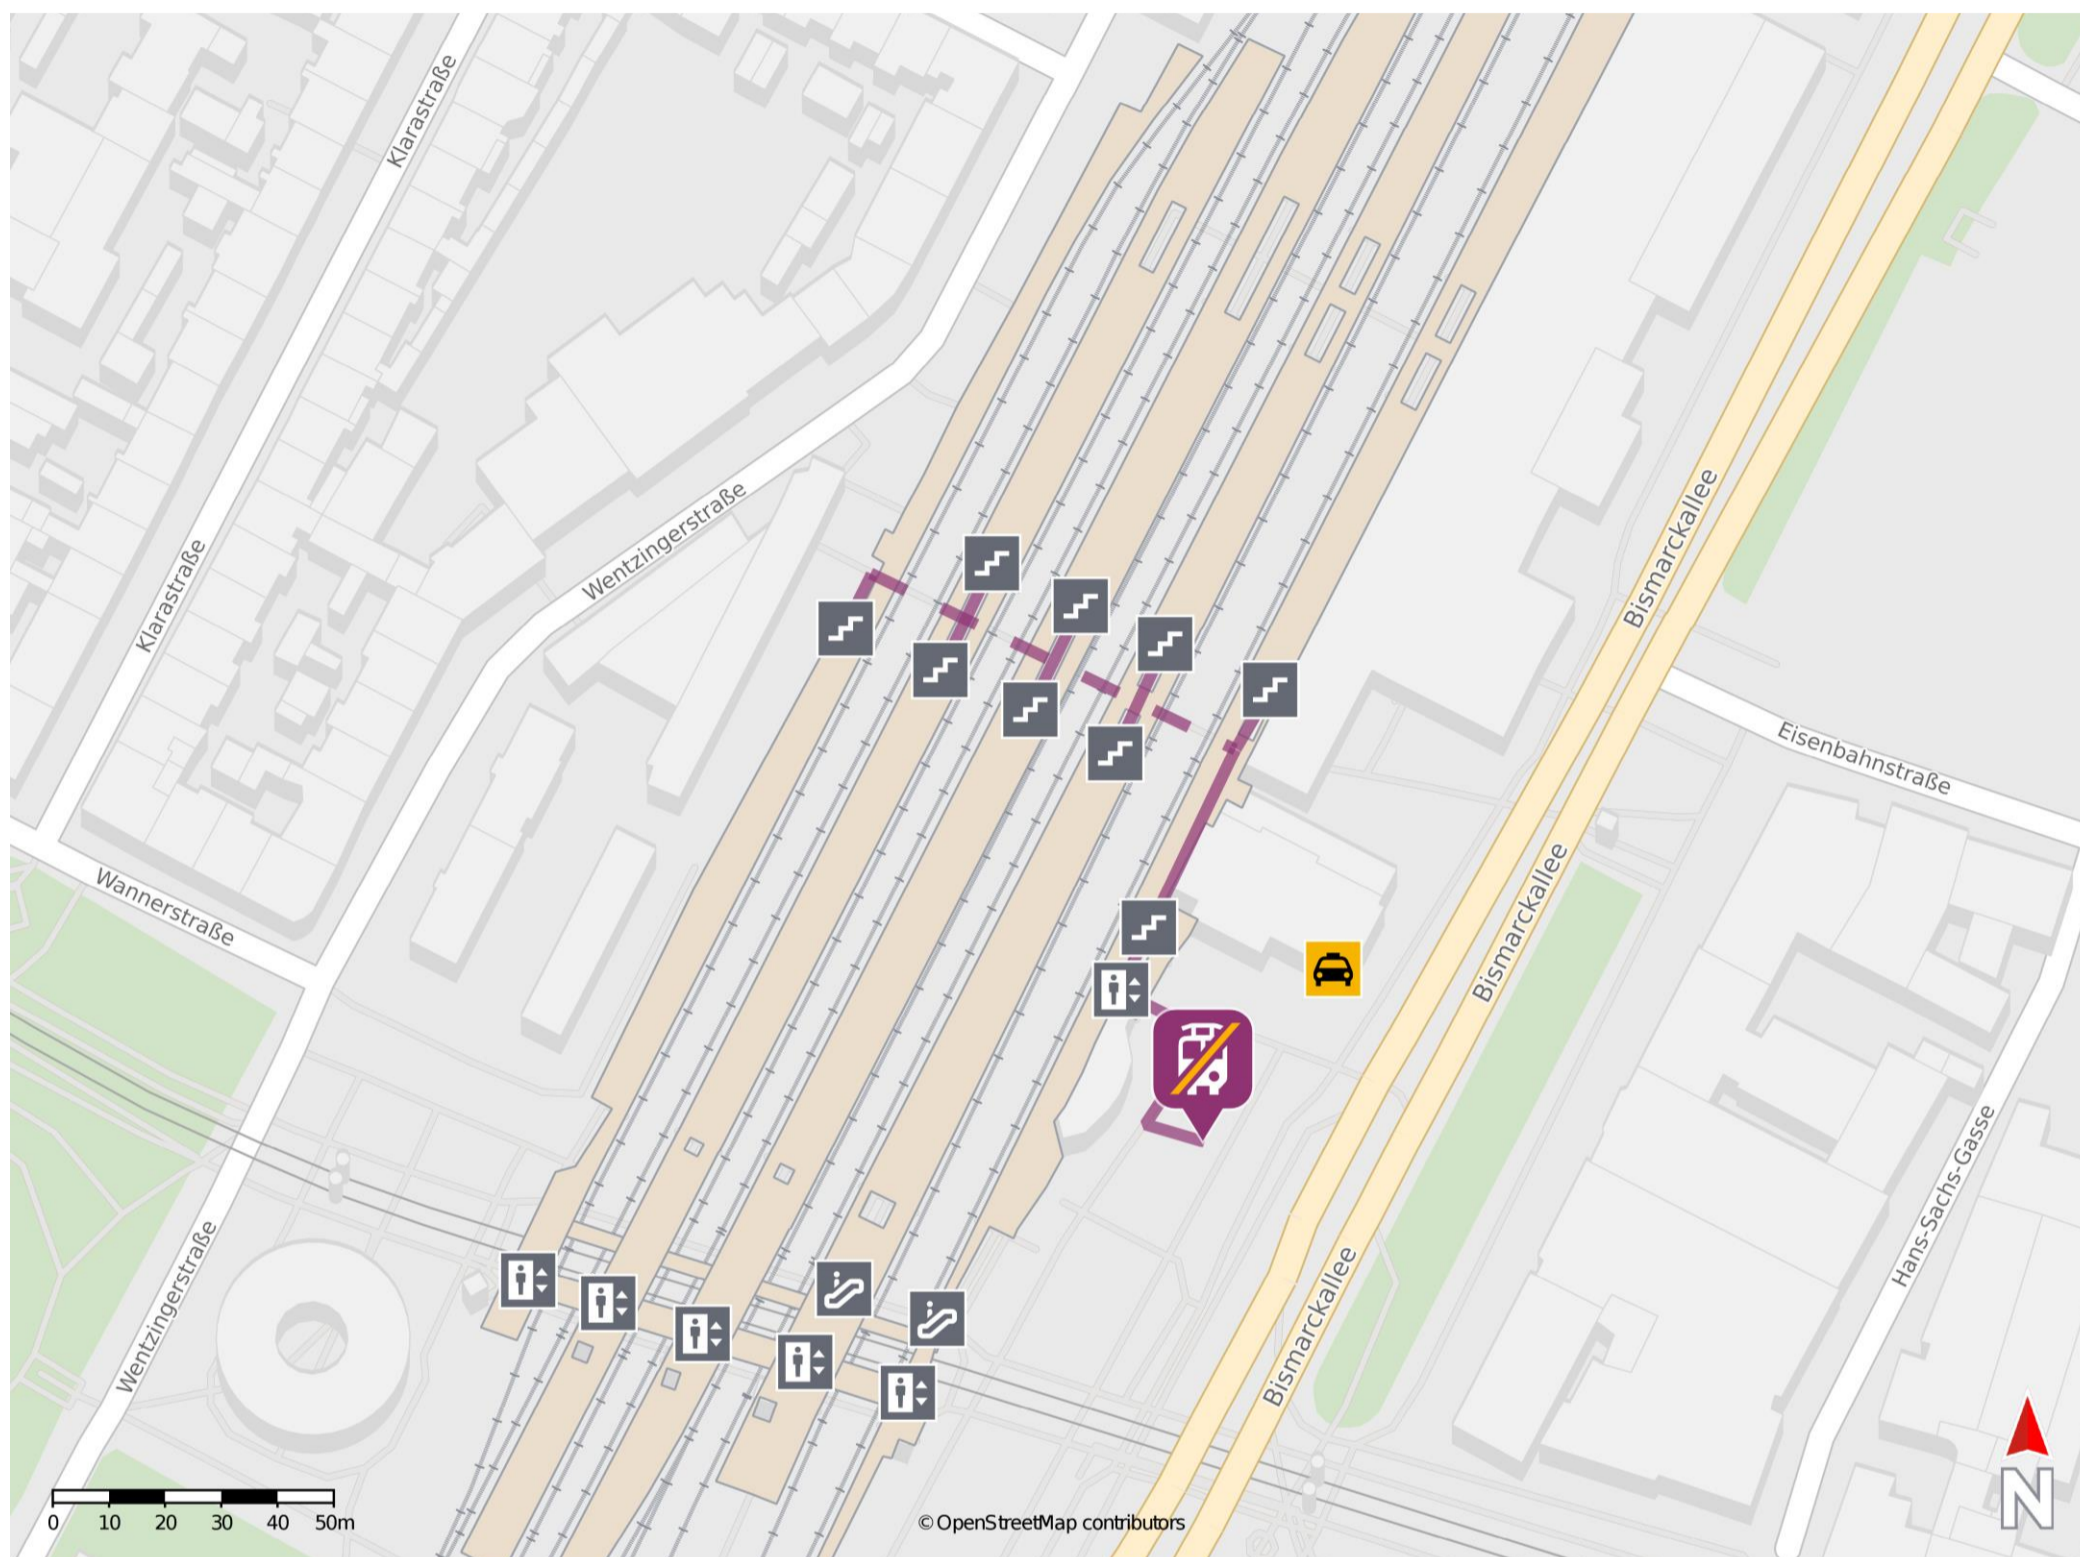 Klarastraße
Klarastraße
Wentzingerstraße
Bismarckallee
Eisenbahnstraße
Wannerstraße
Bismarckallee
Hans-Sachs-Gasse
Wentzingerstraße
Bismarckallee
N
0 10 20 30 40 50m
© OpenStreetMap contributors